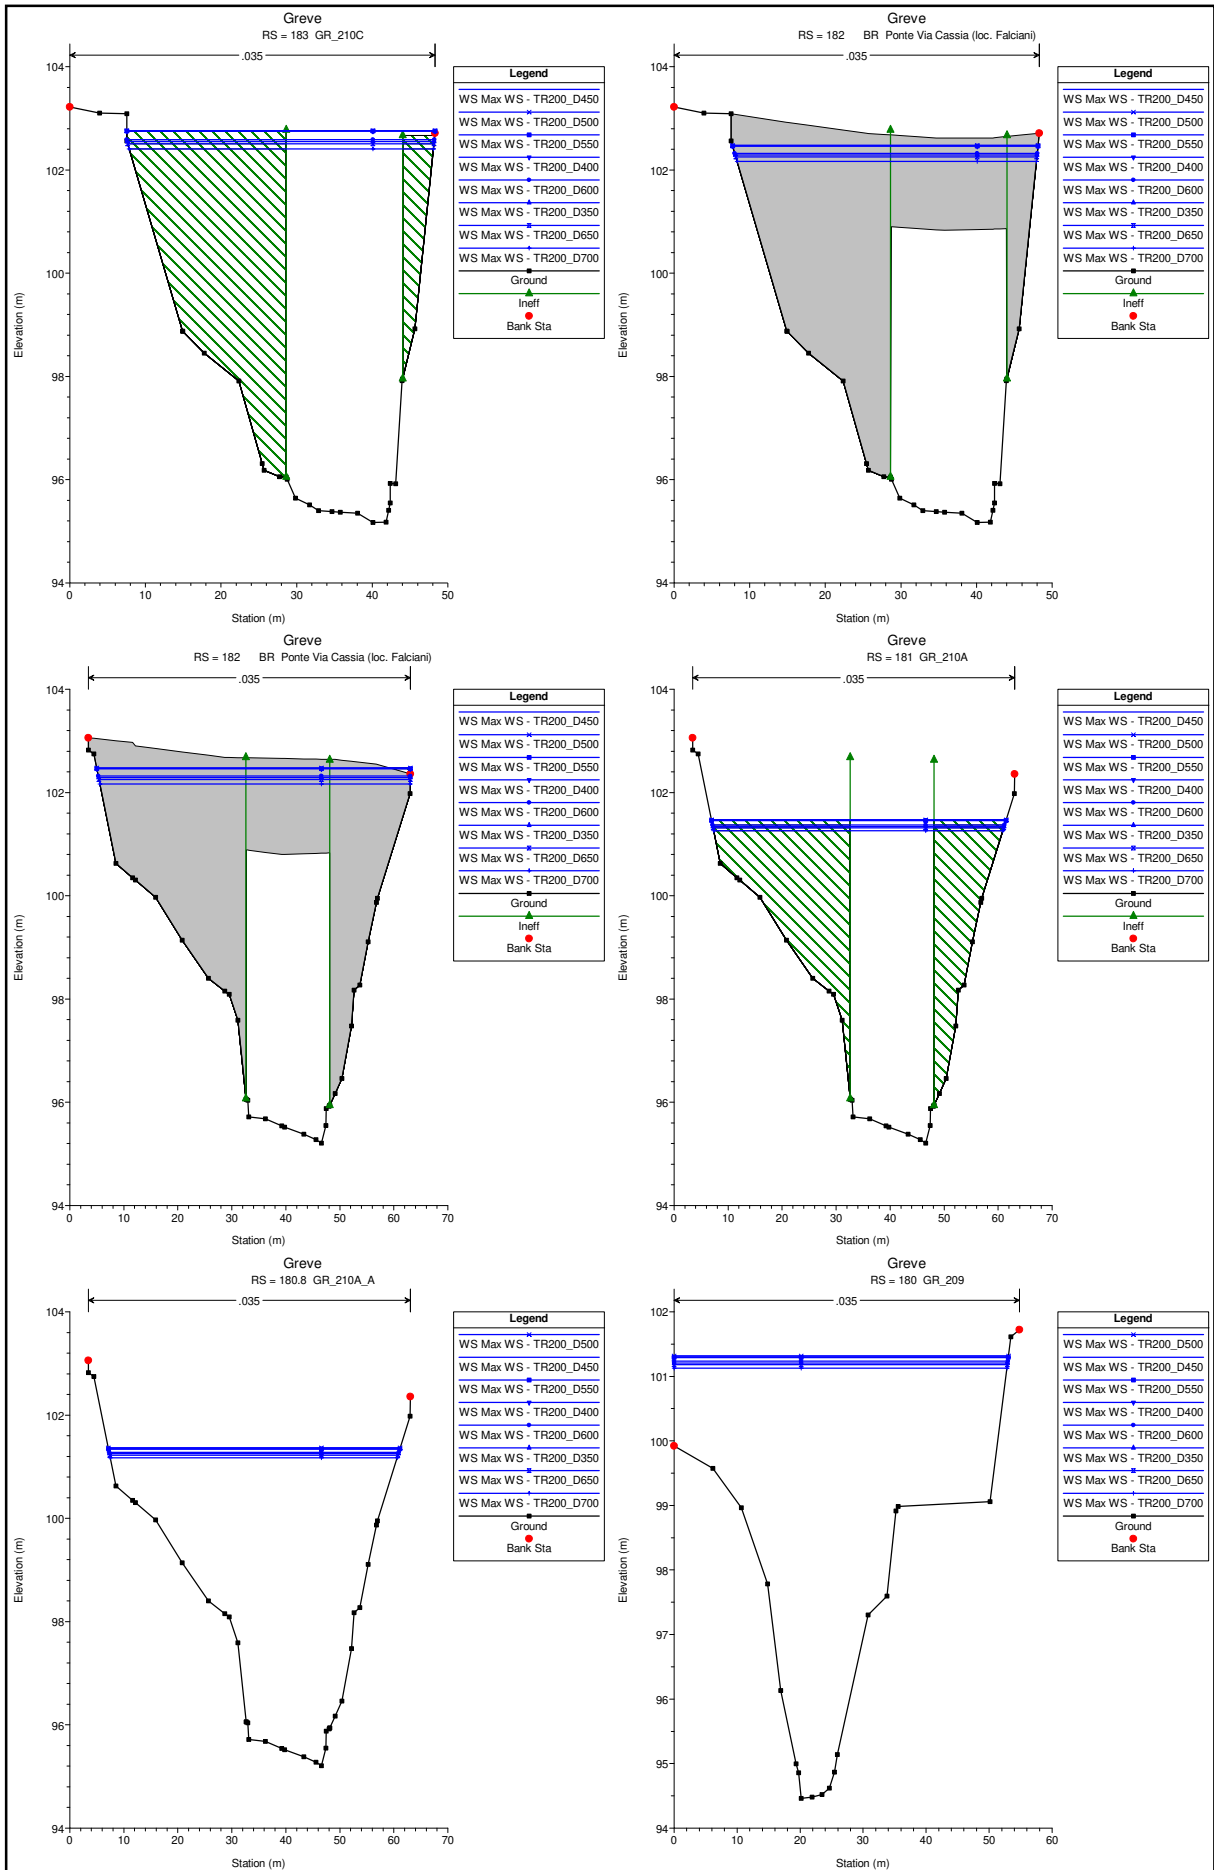 Greve
RS = 183 GR_210C
.035
104
102
100
98
96
94
0 10 20 30 40 50
Elevation (m)
Station (m)
Legend
WS Max WS - TR200_D450
WS Max WS - TR200_D500
WS Max WS - TR200_D550
WS Max WS - TR200_D400
WS Max WS - TR200_D600
WS Max WS - TR200_D350
WS Max WS - TR200_D650
WS Max WS - TR200_D700
Ground
Ineff
Bank Sta
Greve
RS = 182 BR Ponte Via Cassia (loc. Falciani)
.035
104
102
100
98
96
94
0 10 20 30 40 50
Elevation (m)
Station (m)
Legend
WS Max WS - TR200_D450
WS Max WS - TR200_D500
WS Max WS - TR200_D550
WS Max WS - TR200_D400
WS Max WS - TR200_D600
WS Max WS - TR200_D350
WS Max WS - TR200_D650
WS Max WS - TR200_D700
Ground
Ineff
Bank Sta
Greve
RS = 182 BR Ponte Via Cassia (loc. Falciani)
.035
104
102
100
98
96
94
0 10 20 30 40 50 60 70
Elevation (m)
Station (m)
Legend
WS Max WS - TR200_D450
WS Max WS - TR200_D500
WS Max WS - TR200_D550
WS Max WS - TR200_D400
WS Max WS - TR200_D600
WS Max WS - TR200_D350
WS Max WS - TR200_D650
WS Max WS - TR200_D700
Ground
Ineff
Bank Sta
Greve
RS = 181 GR_210A
.035
104
102
100
98
96
94
0 10 20 30 40 50 60 70
Elevation (m)
Station (m)
Legend
WS Max WS - TR200_D450
WS Max WS - TR200_D500
WS Max WS - TR200_D550
WS Max WS - TR200_D400
WS Max WS - TR200_D600
WS Max WS - TR200_D350
WS Max WS - TR200_D650
WS Max WS - TR200_D700
Ground
Ineff
Bank Sta
Greve
RS = 180.8 GR_210A_A
.035
104
102
100
98
96
94
0 10 20 30 40 50 60 70
Elevation (m)
Station (m)
Legend
WS Max WS - TR200_D500
WS Max WS - TR200_D450
WS Max WS - TR200_D550
WS Max WS - TR200_D400
WS Max WS - TR200_D600
WS Max WS - TR200_D350
WS Max WS - TR200_D650
WS Max WS - TR200_D700
Ground
Bank Sta
Greve
RS = 180 GR_209
.035
102
101
100
99
98
97
96
95
94
0 10 20 30 40 50 60
Elevation (m)
Station (m)
Legend
WS Max WS - TR200_D500
WS Max WS - TR200_D450
WS Max WS - TR200_D550
WS Max WS - TR200_D400
WS Max WS - TR200_D600
WS Max WS - TR200_D350
WS Max WS - TR200_D650
WS Max WS - TR200_D700
Ground
Bank Sta